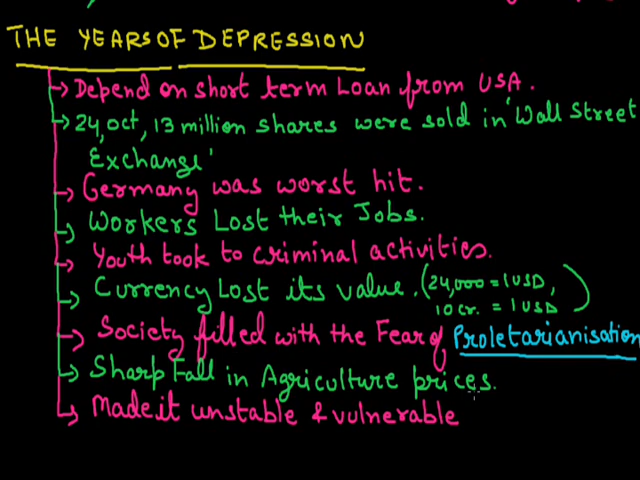 THE YEARS OF DEPRESSION
→ Depend on short term Loan from USA.
→ 24, oct, 13 million shares were sold in 'Wall Street
Exchange'
→ Germany was worst hit.
→ Workers Lost their Jobs.
→ Youth took to criminal activities.
→ Currency Lost its value. (24,000 = 1 USD,
10 cr. = 1 USD)
→ Society filled with the Fear of Proletarianisation
→ Sharp Fall in Agriculture prices.
→ Made it unstable & vulnerable